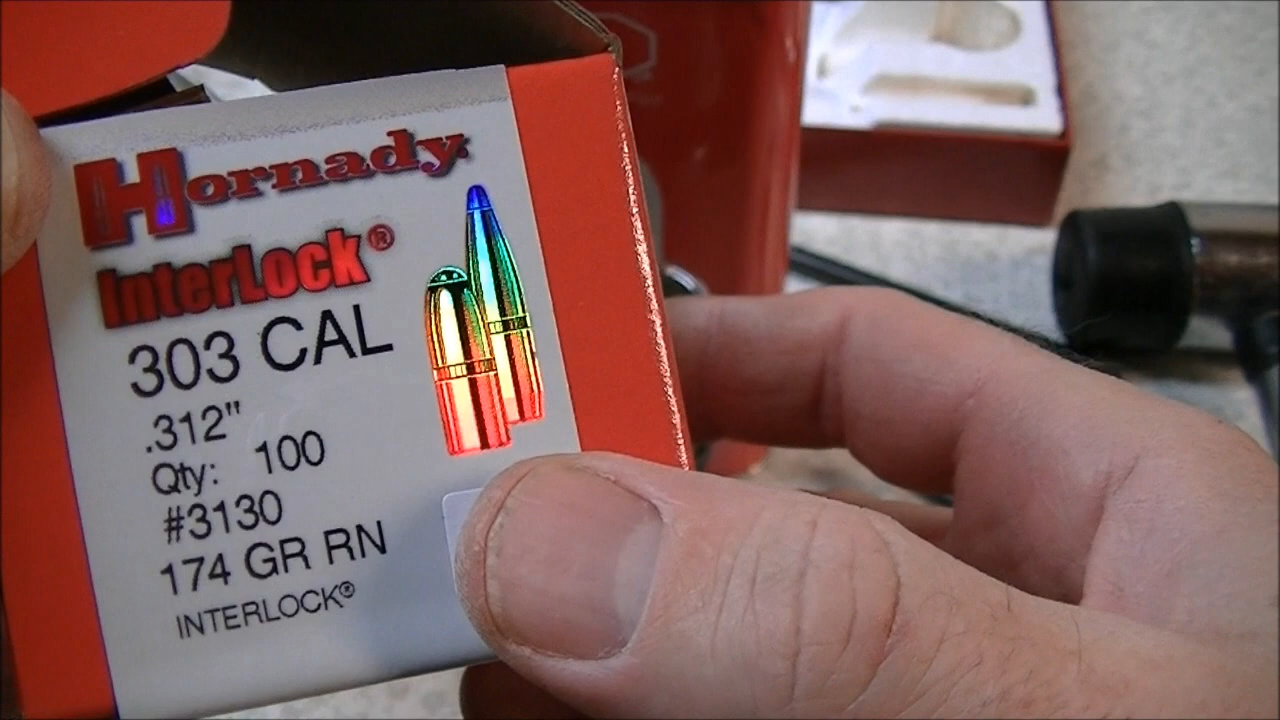 Hornady®
InterLock®
303 CAL
.312"
Qty: 100
#3130
174 GR RN
INTERLOCK®